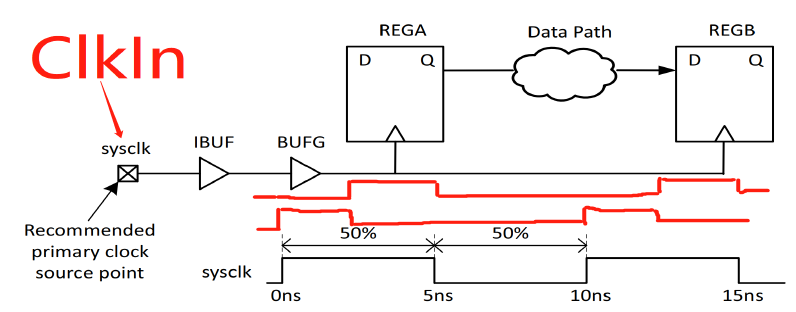 ClkIn
REGA
Data Path
REGB
D
Q
D
Q
sysclk
IBUF
BUFG
Recommended
primary clock
source point
50%
50%
sysclk
0ns
5ns
10ns
15ns